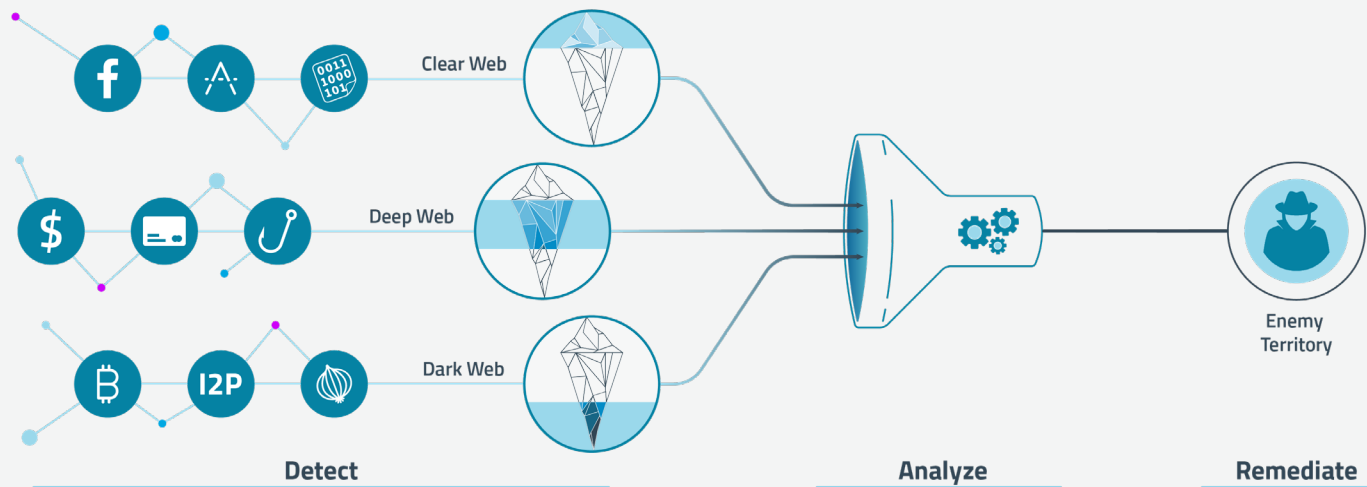 Clear Web
0011
1000
101
Deep Web
$
Dark Web
I2P
Enemy
Territory
Detect
Analyze
Remediate